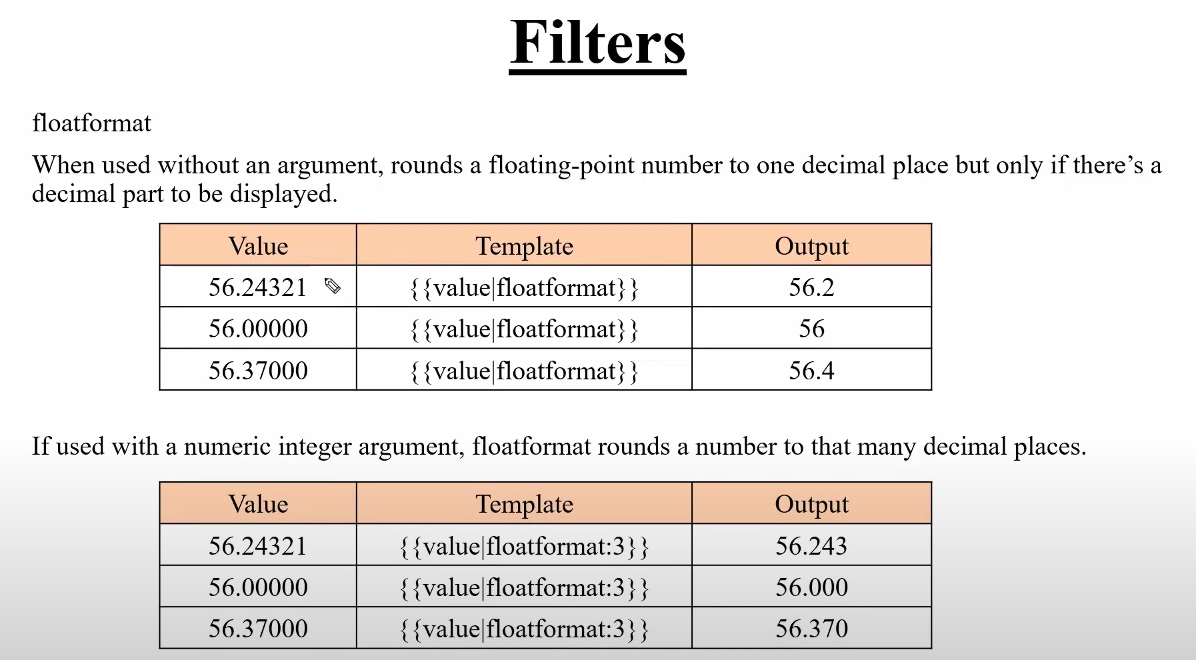 Filters
floatformat
When used without an argument, rounds a floating-point number to one decimal place but only if there’s a
decimal part to be displayed.
Value Template Output
56.24321 {{value|floatformat}} 56.2
56.00000 {{value|floatformat}} 56
56.37000 {{value|floatformat}} 56.4
If used with a numeric integer argument, floatformat rounds a number to that many decimal places.
Value Template Output
56.24321 {{value|floatformat:3}} 56.243
56.00000 {{value|floatformat:3}} 56.000
56.37000 {{value|floatformat:3}} 56.370